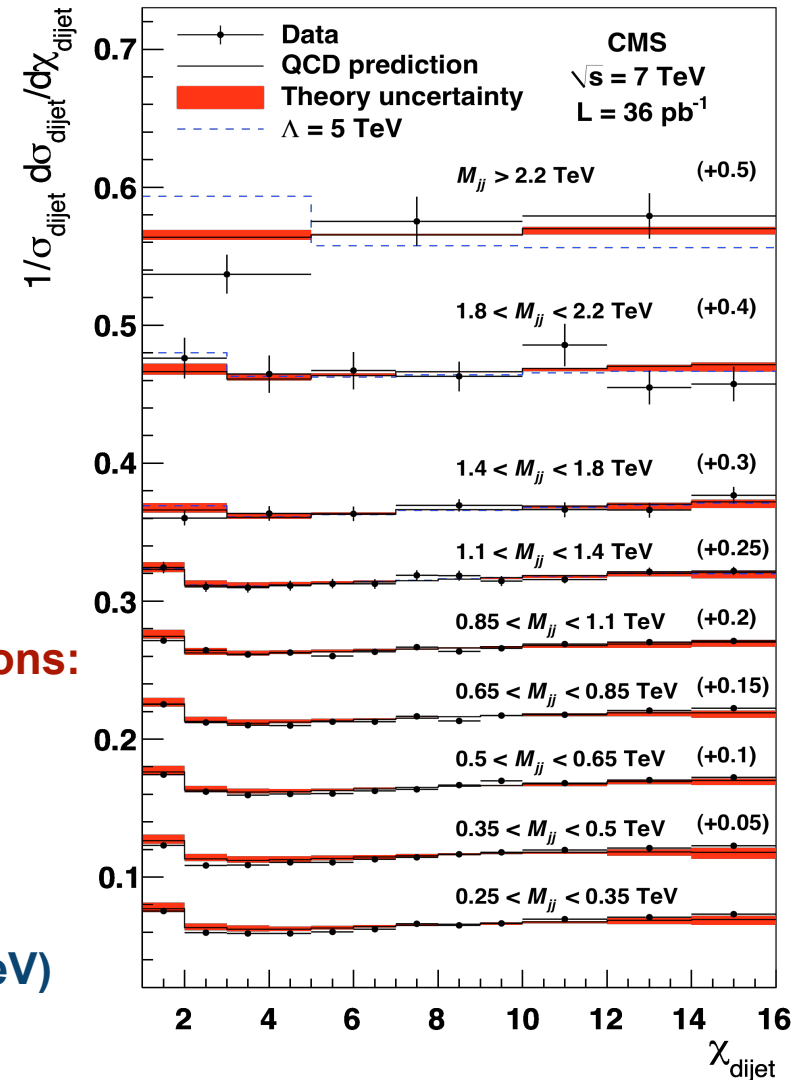 1/σdijet dσdijet/dχdijet
Data
QCD prediction
Theory uncertainty
Λ = 5 TeV
CMS
√s = 7 TeV
L = 36 pb-1
0.7
0.6
0.5
0.4
0.3
0.2
0.1
Mjj > 2.2 TeV (+0.5)
1.8 < Mjj < 2.2 TeV (+0.4)
1.4 < Mjj < 1.8 TeV (+0.3)
1.1 < Mjj < 1.4 TeV (+0.25)
0.85 < Mjj < 1.1 TeV (+0.2)
ons:
0.65 < Mjj < 0.85 TeV (+0.15)
0.5 < Mjj < 0.65 TeV (+0.1)
0.35 < Mjj < 0.5 TeV (+0.05)
0.25 < Mjj < 0.35 TeV
eV)
2 4 6 8 10 12 14 16
χdijet